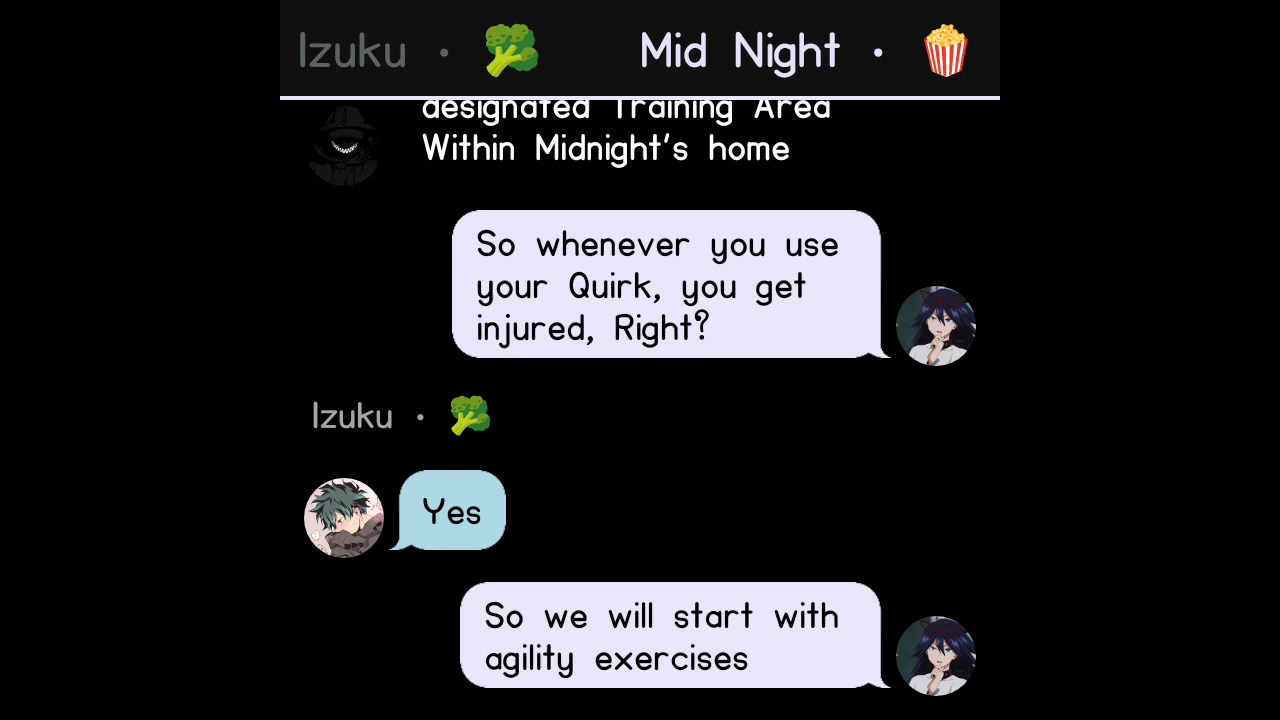 Izuku • 🥦 Mid Night • 🍿
designated Training Area
Within Midnight's home
So whenever you use
your Quirk, you get
injured, Right?
Izuku • 🥦
Yes
So we will start with
agility exercises